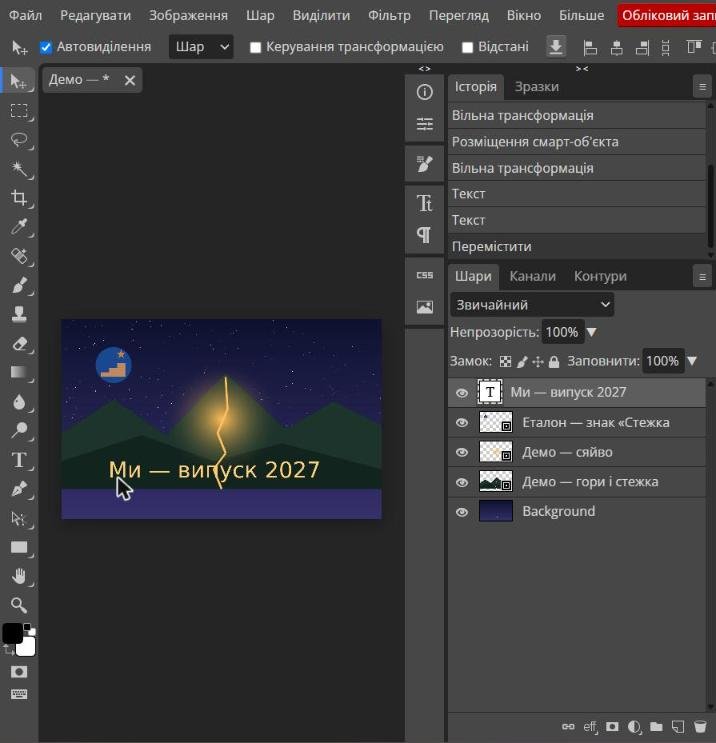 Файл Редагувати Зображення Шар Виділити Фільтр Перегляд Вікно Більше Обліковий
Автовиділення Шар Керування трансформацією Відстані
Демо — *
Історія Зразки
Вільна трансформація
Розміщення смарт-об'єкта
Вільна трансформація
Текст
Текст
Перемістити
CSS
Шари Канали Контури
Звичайний
Непрозорість: 100%
Замок: Заповнити: 100%
Ми — випуск 2027
Еталон — знак «Стежка
Демо — сяйво
Демо — гори і стежка
Background
Ми — випуск 2027
eff